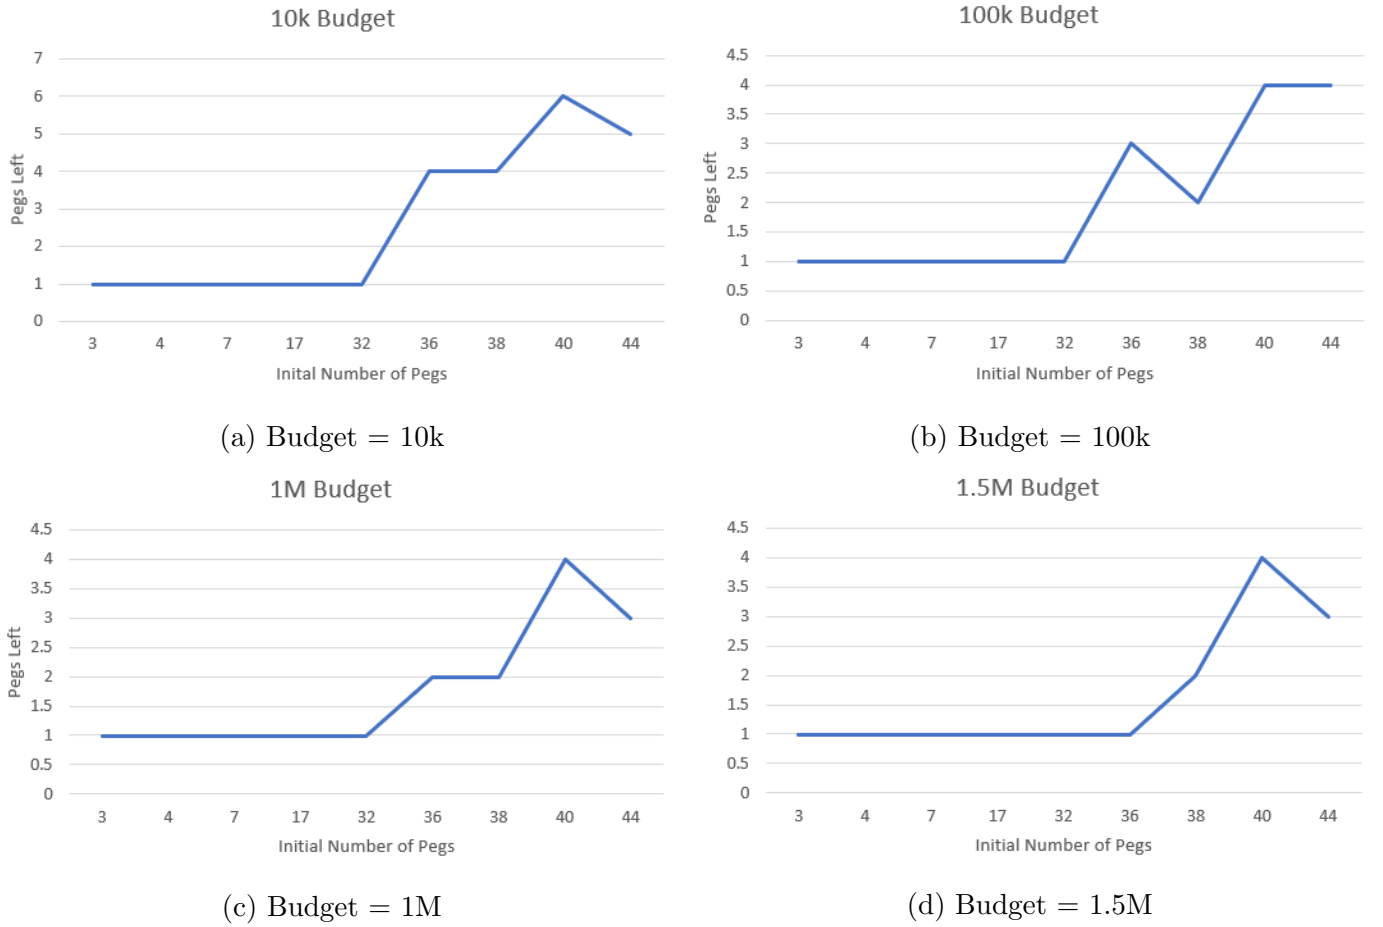 10k Budget
7
6
5
4
3
2
1
0
Pegs Left
3 4 7 17 32 36 38 40 44
Inital Number of Pegs
(a) Budget = 10k
100k Budget
4.5
4
3.5
3
2.5
2
1.5
1
0.5
0
Pegs Left
3 4 7 17 32 36 38 40 44
Initial Number of Pegs
(b) Budget = 100k
1M Budget
4.5
4
3.5
3
2.5
2
1.5
1
0.5
0
Pegs Left
3 4 7 17 32 36 38 40 44
Initial Number of Pegs
(c) Budget = 1M
1.5M Budget
4.5
4
3.5
3
2.5
2
1.5
1
0.5
0
3 4 7 17 32 36 38 40 44
Initial Number of Pegs
(d) Budget = 1.5M